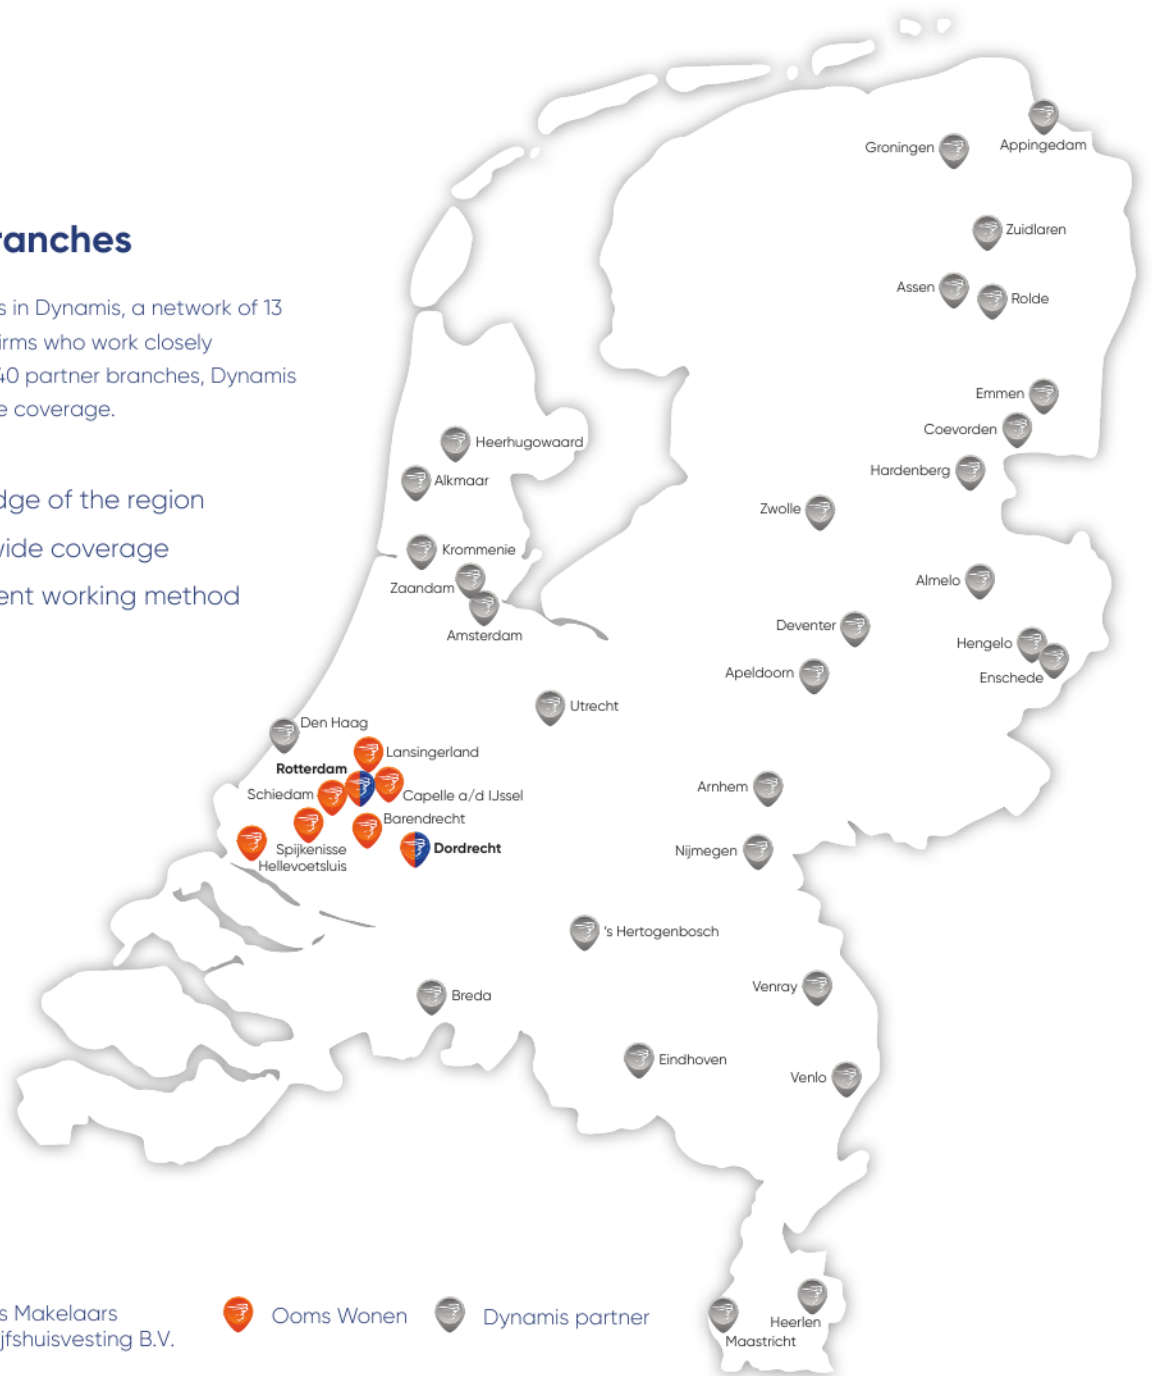 ranches
s in Dynamis, a network of 13
irms who work closely
40 partner branches, Dynamis
e coverage.
dge of the region
wide coverage
ent working method
Appingedam
Groningen
Zuidlaren
Assen
Rolde
Emmen
Coevorden
Heerhugowaard
Hardenberg
Alkmaar
Zwolle
Krommenie
Almelo
Zaandam
Deventer
Amsterdam
Hengelo
Apeldoorn
Enschede
Utrecht
Den Haag
Lansingerland
Rotterdam
Arnhem
Schiedam
Capelle a/d IJssel
Barendrecht
Dordrecht
Spijkenisse
Nijmegen
Hellevoetsluis
's Hertogenbosch
Venray
Breda
Eindhoven
Venlo
Heerlen
Maastricht
s Makelaars
ijfshuisvesting B.V.
Ooms Wonen
Dynamis partner